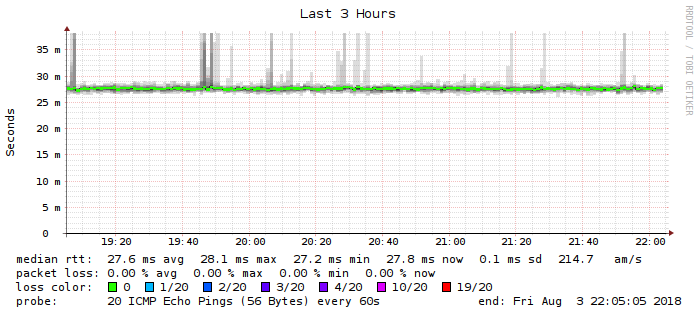 Last 3 Hours
RRDTOOL / TOBI OETIKER
Seconds
35 m
30 m
25 m
20 m
15 m
10 m
5 m
0
19:20 19:40 20:00 20:20 20:40 21:00 21:20 21:40 22:00
median rtt: 27.6 ms avg 28.1 ms max 27.2 ms min 27.8 ms now 0.1 ms sd 214.7 am/s
packet loss: 0.00 % avg 0.00 % max 0.00 % min 0.00 % now
loss color: 0 1/20 2/20 3/20 4/20 10/20 19/20
probe: 20 ICMP Echo Pings (56 Bytes) every 60s end: Fri Aug 3 22:05:05 2018